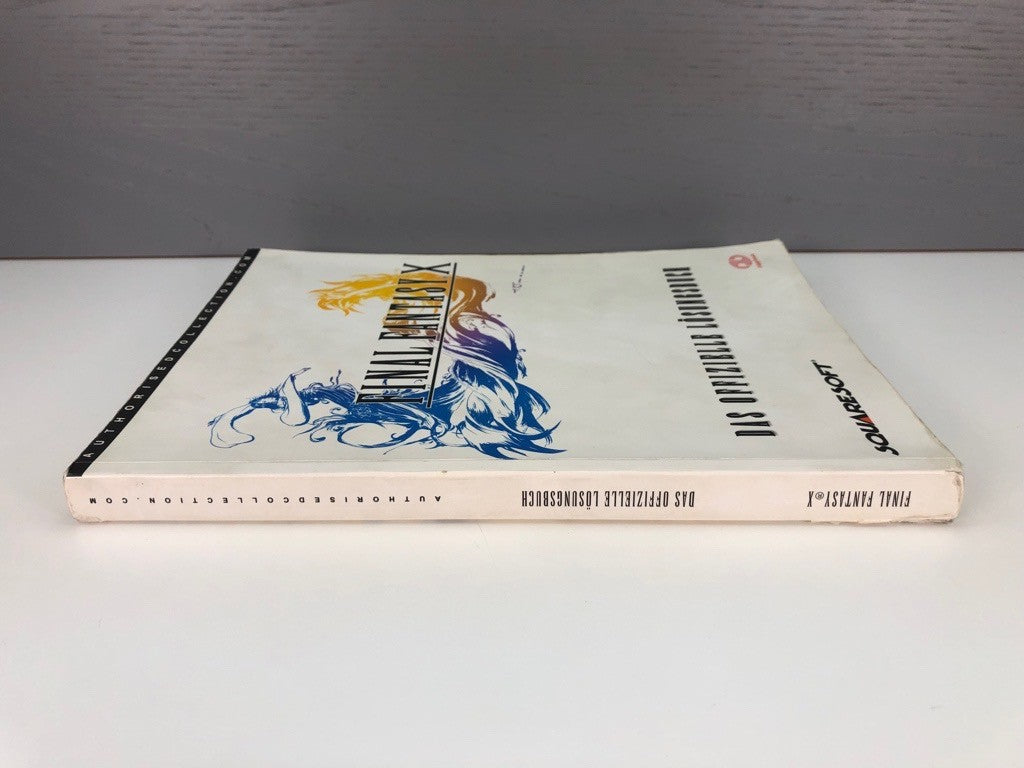 AUTHORISEDCOLLECTION.COM
FINAL FANTASY X
DAS OFFIZIELLE LÖSUNGSBUCH
SQUARESOFT
FINAL FANTASY® X
DAS OFFIZIELLE LÖSUNGSBUCH
AUTHORISEDCOLLECTION.COM